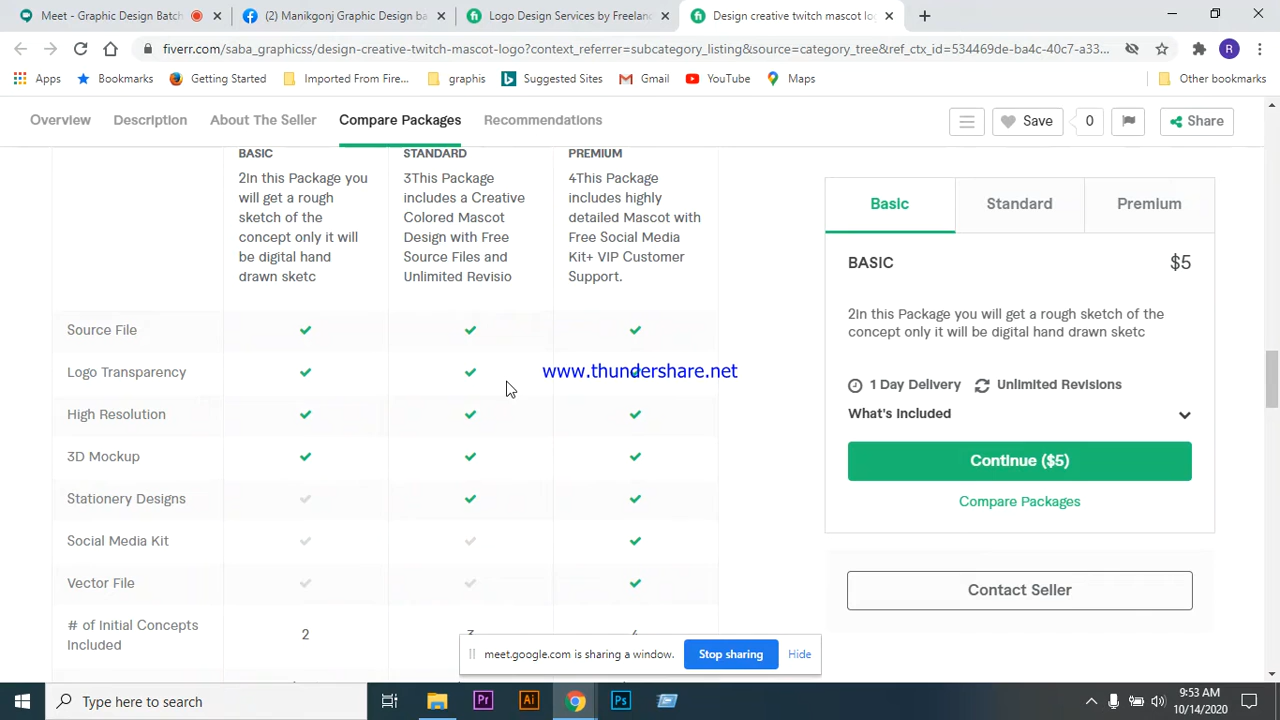 Meet - Graphic Design Batch
(2) Manikgonj Graphic Design ba
Logo Design Services by Freelanc
Design creative twitch mascot lo
fiverr.com/saba_graphicss/design-creative-twitch-mascot-logo?context_referrer=subcategory_listing&source=category_tree&ref_ctx_id=534469de-ba4c-40c7-a33...
R
Apps
Bookmarks
Getting Started
Imported From Fire...
graphis
Suggested Sites
Gmail
YouTube
Maps
Other bookmarks
Overview
Description
About The Seller
Compare Packages
Recommendations
Save
0
Share
BASIC
2In this Package you
will get a rough
sketch of the
concept only it will
be digital hand
drawn sketc
STANDARD
3This Package
includes a Creative
Colored Mascot
Design with Free
Source Files and
Unlimited Revisio
PREMIUM
4This Package
includes highly
detailed Mascot with
Free Social Media
Kit+ VIP Customer
Support.
Source File
Logo Transparency
www.thundershare.net
High Resolution
3D Mockup
Stationery Designs
Social Media Kit
Vector File
# of Initial Concepts
Included
2
3
Basic
Standard
Premium
BASIC
$5
2In this Package you will get a rough sketch of the
concept only it will be digital hand drawn sketc
1 Day Delivery
Unlimited Revisions
What's Included
Continue ($5)
Compare Packages
Contact Seller
meet.google.com is sharing a window.
Stop sharing
Hide
Type here to search
Pr
Ai
Ps
9:53 AM
10/14/2020